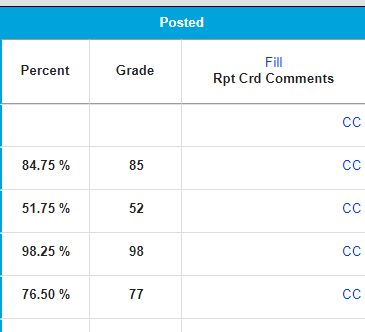 Posted
Percent Grade Fill
Rpt Crd Comments
CC
84.75 % 85 CC
51.75 % 52 CC
98.25 % 98 CC
76.50 % 77 CC